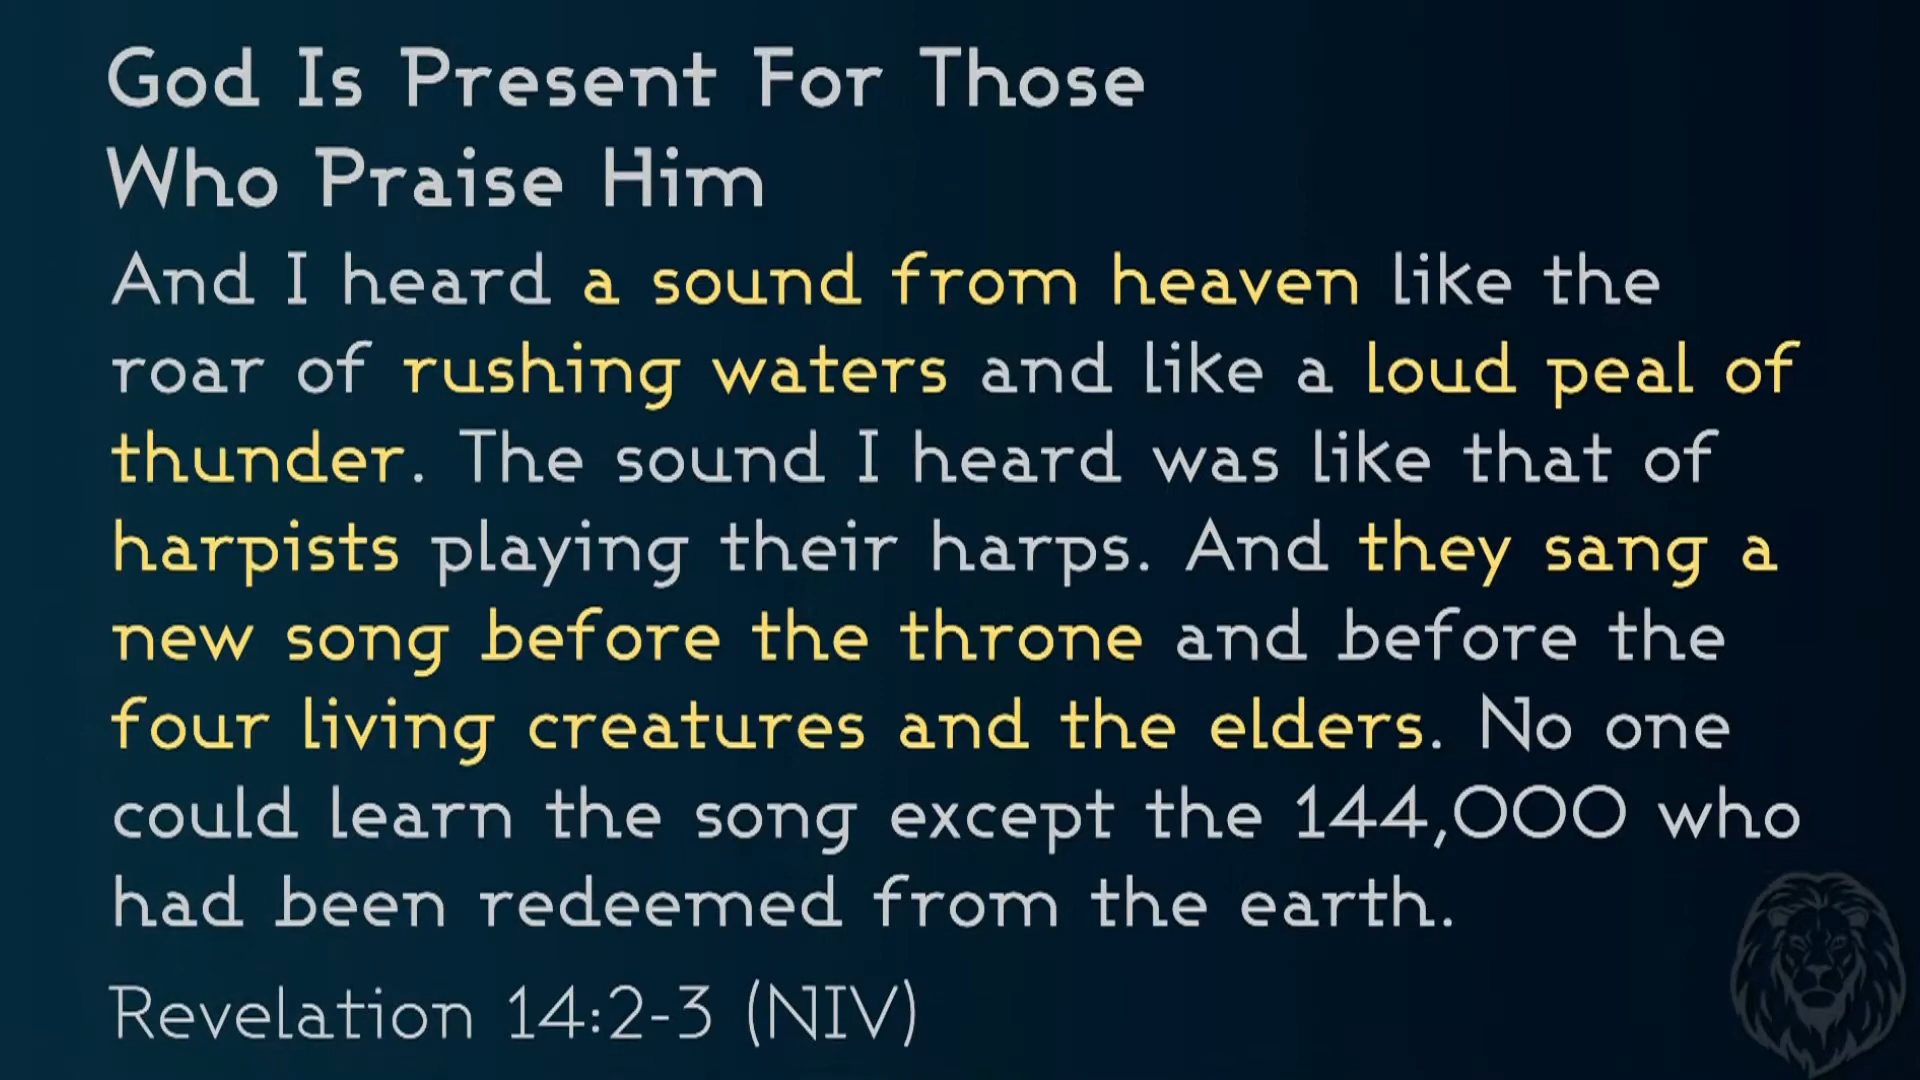 God Is Present For Those
Who Praise Him
And I heard a sound from heaven like the
roar of rushing waters and like a loud peal of
thunder. The sound I heard was like that of
harpists playing their harps. And they sang a
new song before the throne and before the
four living creatures and the elders. No one
could learn the song except the 144,000 who
had been redeemed from the earth.
Revelation 14:2-3 (NIV)